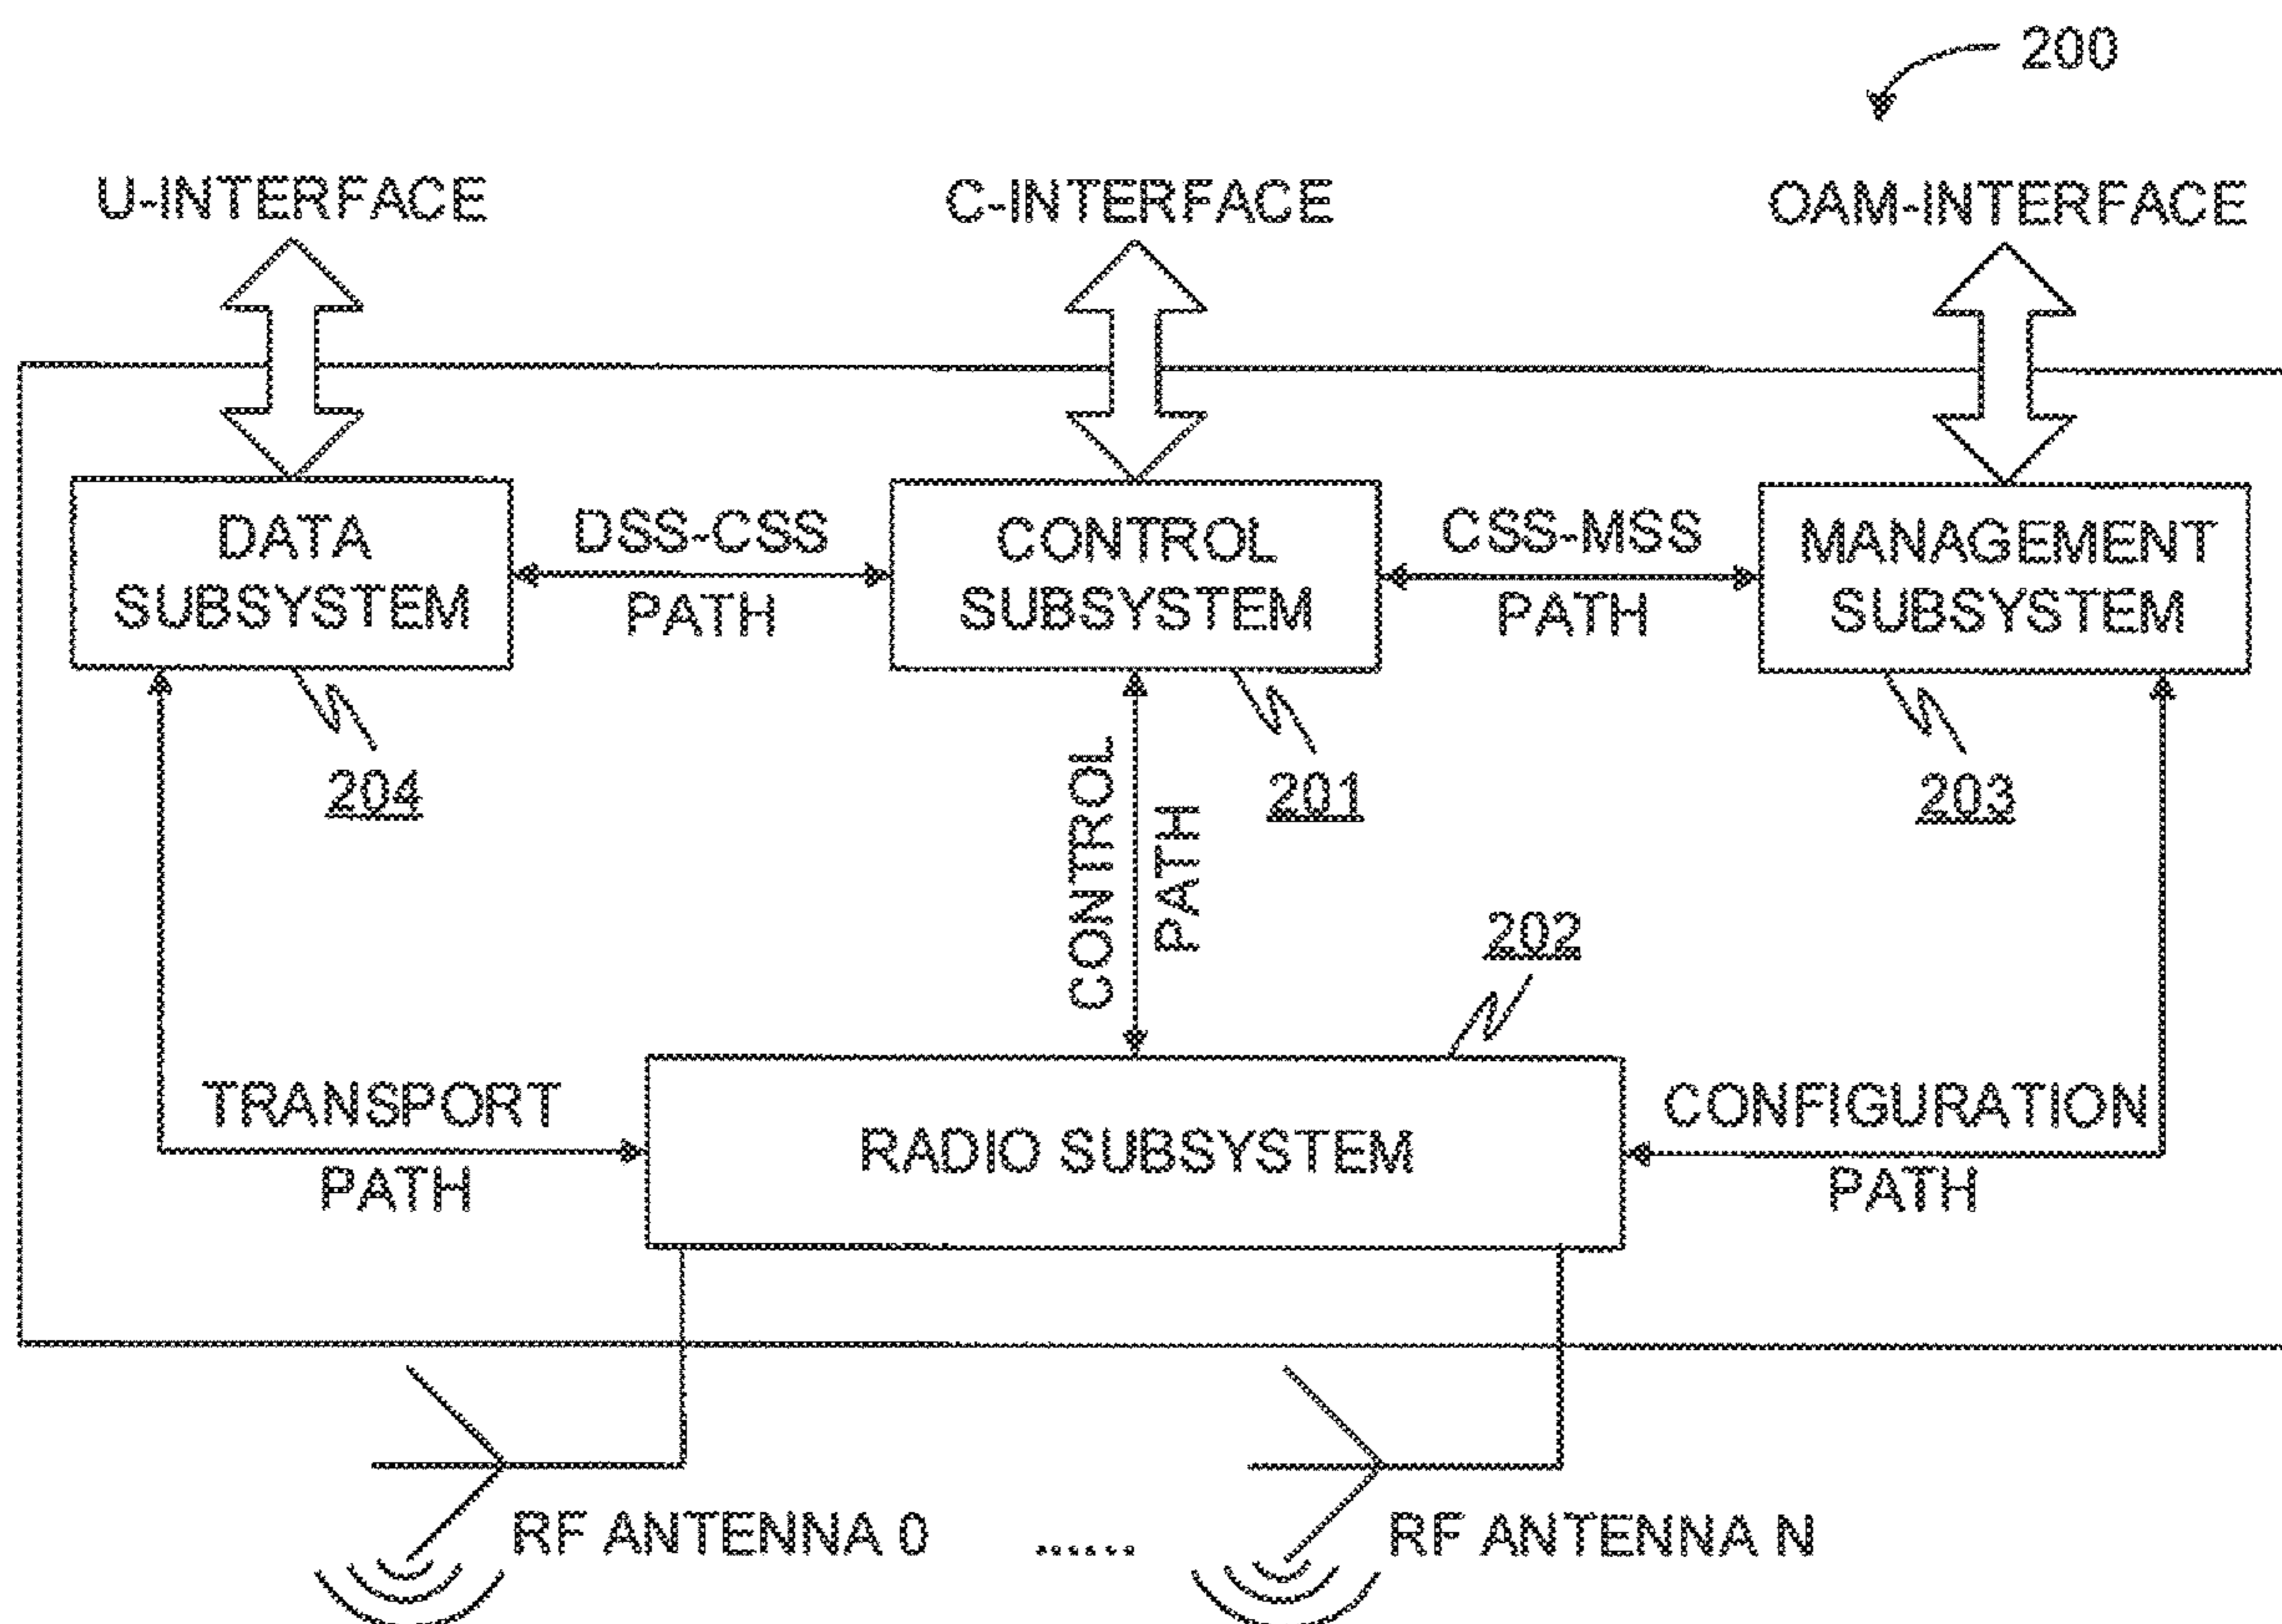 200
U-INTERFACE
C-INTERFACE
OAM-INTERFACE
DATA
SUBSYSTEM
DSS-CSS
PATH
CONTROL
SUBSYSTEM
CSS-MSS
PATH
MANAGEMENT
SUBSYSTEM
204
201
203
CONTROL
PATH
202
TRANSPORT
PATH
RADIO SUBSYSTEM
CONFIGURATION
PATH
RF ANTENNA 0
......
RF ANTENNA N